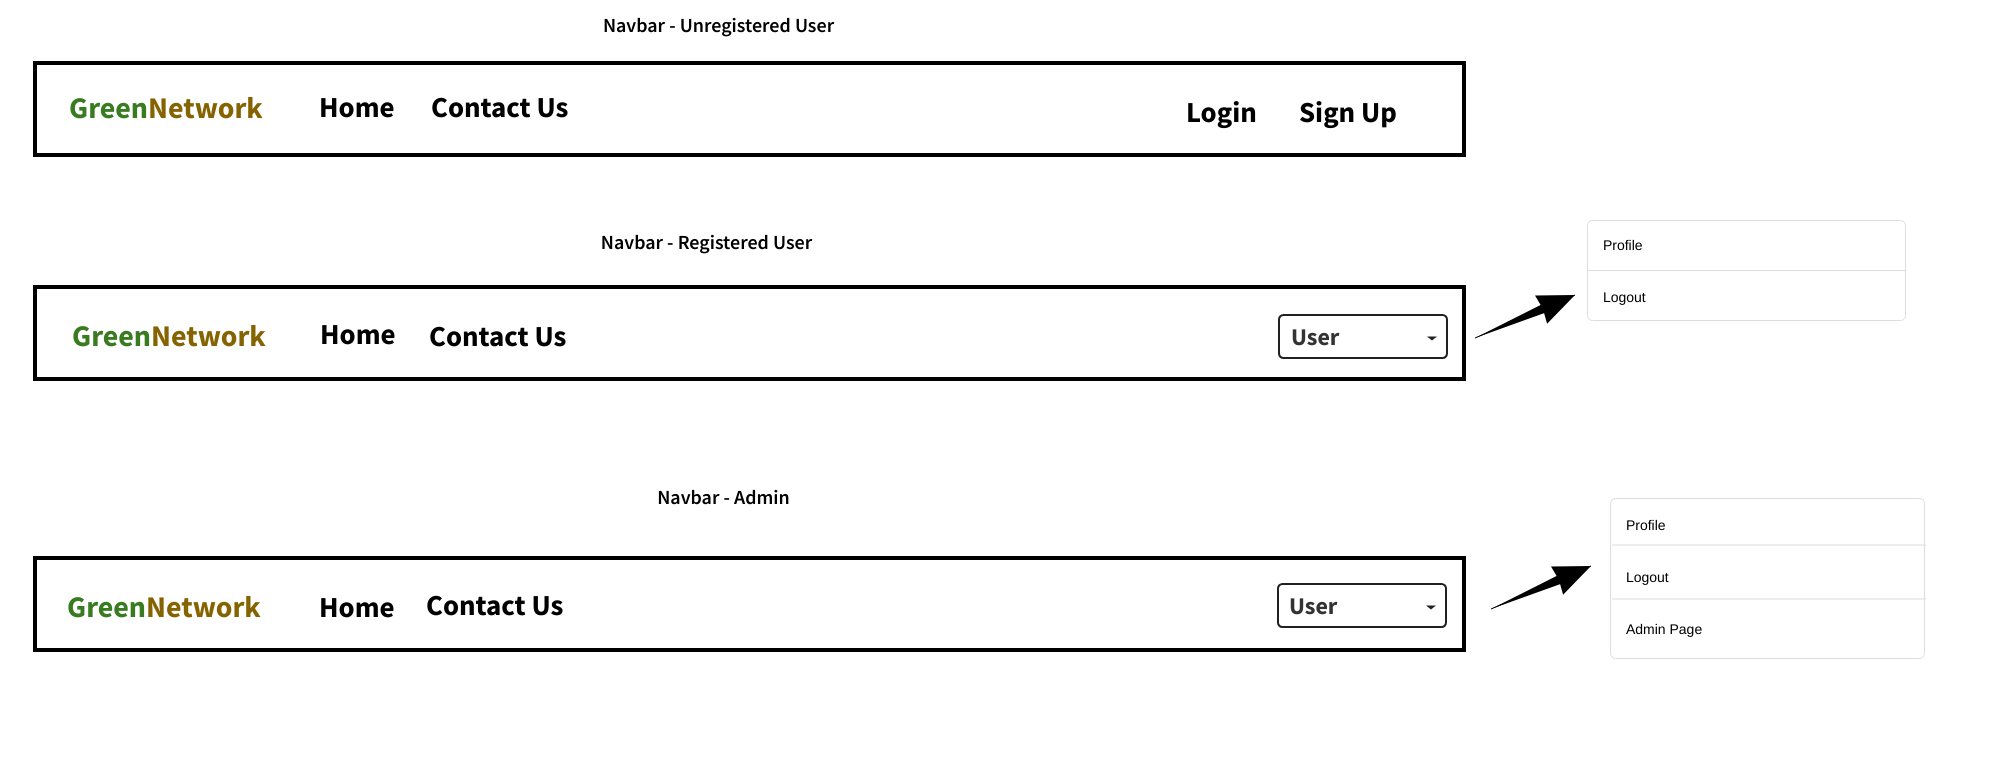 Navbar - Unregistered User
GreenNetwork Home Contact Us Login Sign Up
Navbar - Registered User
GreenNetwork Home Contact Us User
Profile
Logout
Navbar - Admin
GreenNetwork Home Contact Us User
Profile
Logout
Admin Page